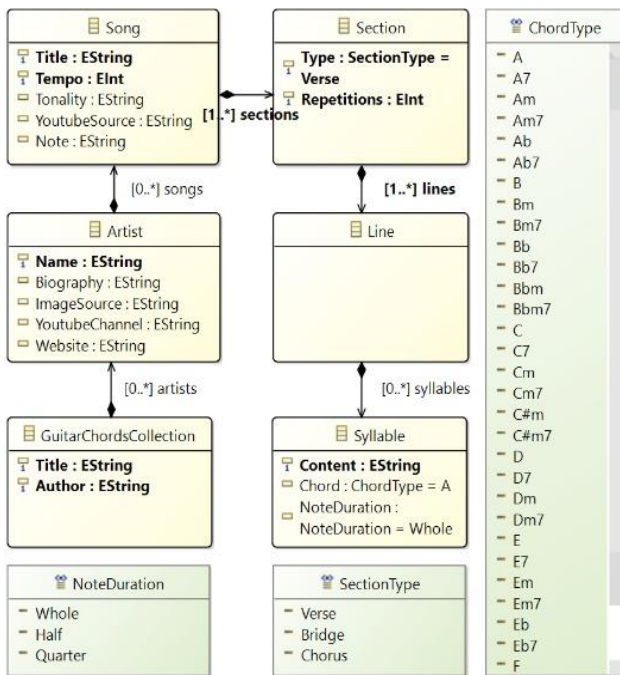 Song
Title : EString
Tempo : EInt
Tonality : EString
YoutubeSource : EString
Note : EString
[1..*] sections
Section
Type : SectionType =
Verse
Repetitions : EInt
[0..*] songs
[1..*] lines
Artist
Name : EString
Biography : EString
ImageSource : EString
YoutubeChannel : EString
Website : EString
Line
[0..*] artists
[0..*] syllables
GuitarChordsCollection
Title : EString
Author : EString
Syllable
Content : EString
Chord : ChordType = A
NoteDuration :
NoteDuration = Whole
NoteDuration
Whole
Half
Quarter
SectionType
Verse
Bridge
Chorus
ChordType
A
A7
Am
Am7
Ab
Ab7
B
Bm
Bm7
Bb
Bb7
Bbm
Bbm7
C
C7
Cm
Cm7
C#m
C#m7
D
D7
Dm
Dm7
E
E7
Em
Em7
Eb
Eb7
F